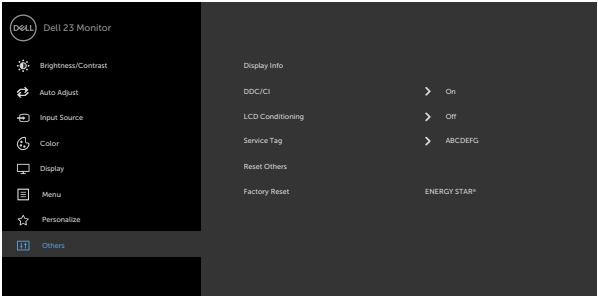 DELL
Dell 23 Monitor
Brightness/Contrast
Auto Adjust
Input Source
Color
Display
Menu
Personalize
Others
Display Info
DDC/CI > On
LCD Conditioning > Off
Service Tag > ABCDEFG
Reset Others
Factory Reset ENERGY STAR®